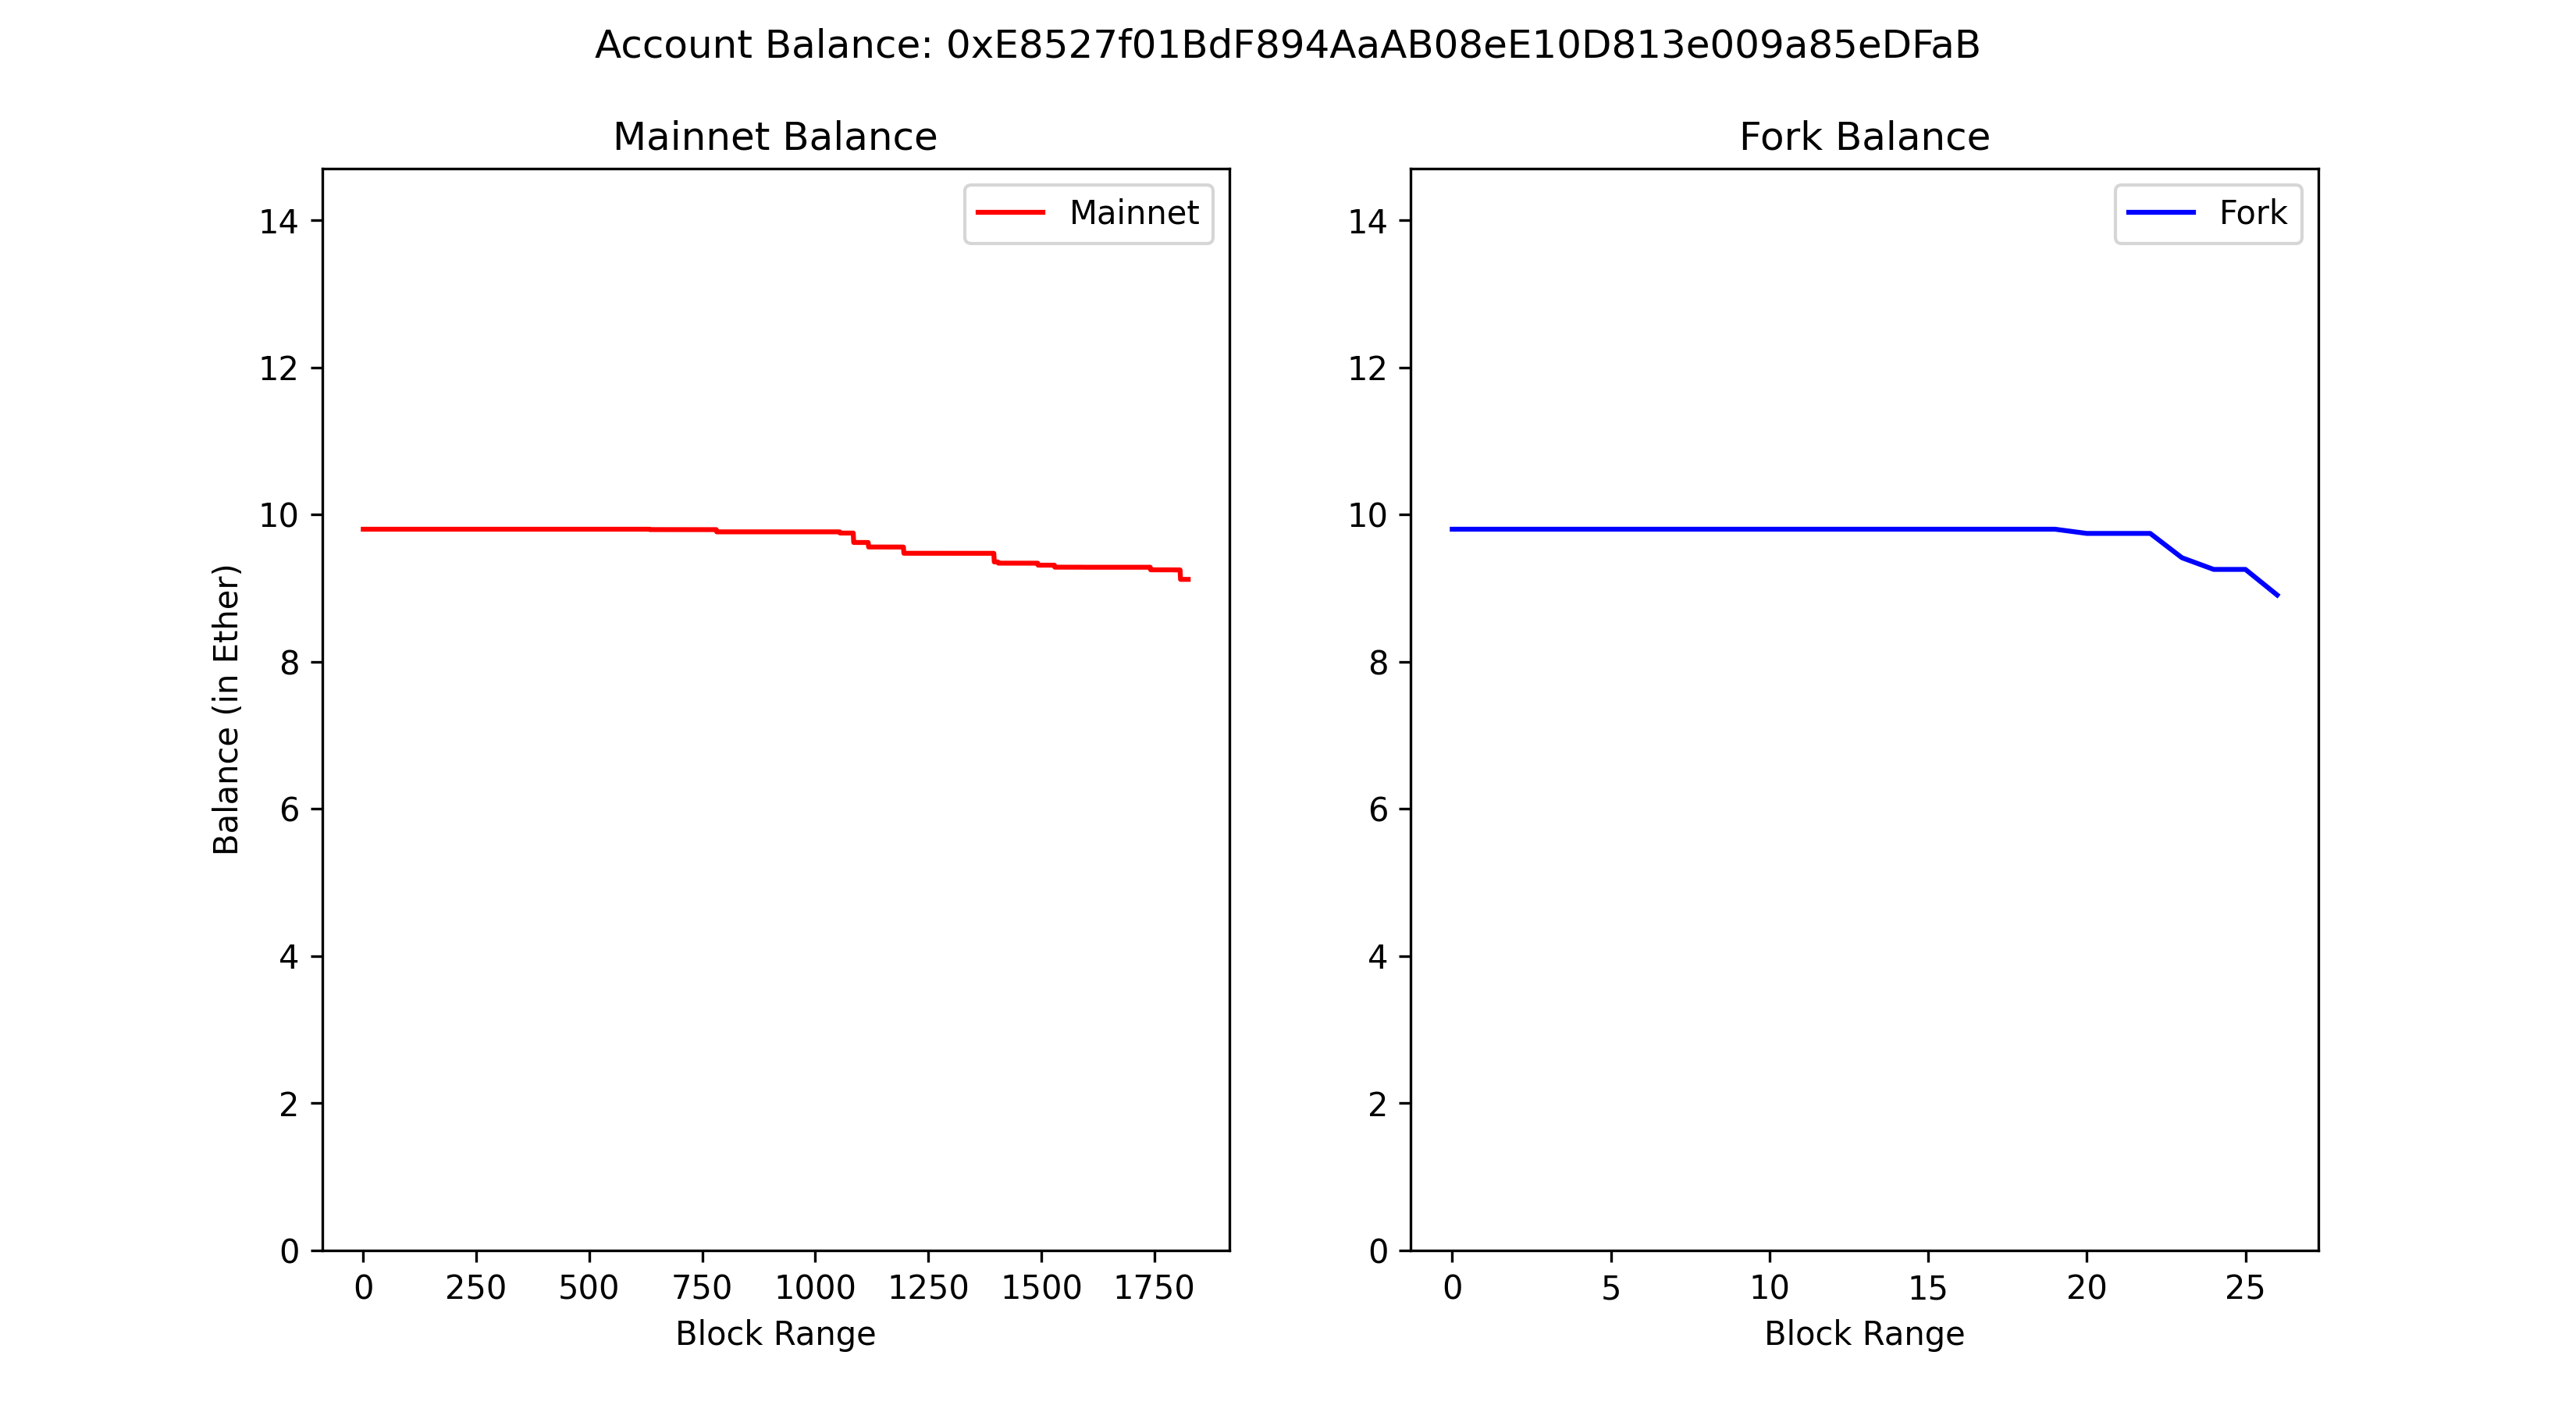 Account Balance: 0xE8527f01BdF894AaAB08eE10D813e009a85eDFaB
Mainnet Balance
Mainnet
14
12
10
8
6
4
2
0
Balance (in Ether)
0 250 500 750 1000 1250 1500 1750
Block Range
Fork Balance
Fork
14
12
10
8
6
4
2
0
0 5 10 15 20 25
Block Range